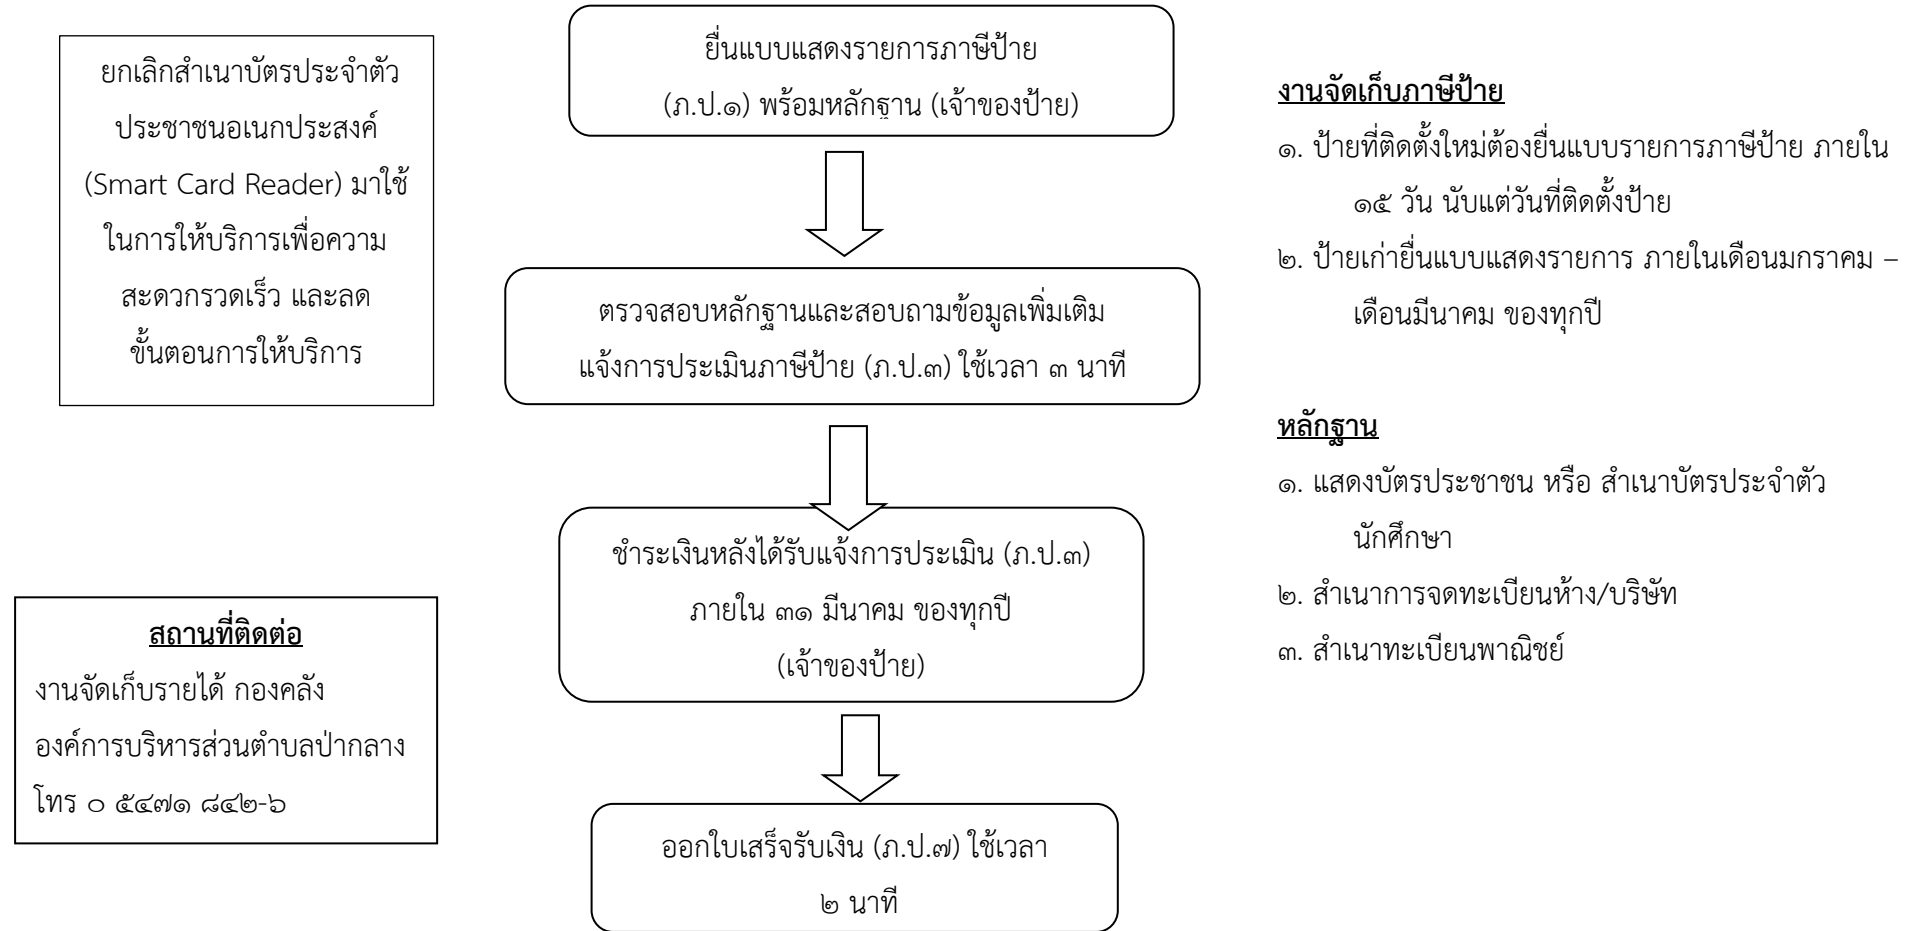 ยกเลิกสำเนาบัตรประจำตัว
ประชาชนอเนกประสงค์
(Smart Card Reader) มาใช้
ในการให้บริการเพื่อความ
สะดวกรวดเร็ว และลด
ขั้นตอนการให้บริการ
สถานที่ติดต่อ
งานจัดเก็บรายได้ กองคลัง
องค์การบริหารส่วนตำบลป่ากลาง
โทร ๐ ๕๔๗๑ ๘๔๒-๖
ยื่นแบบแสดงรายการภาษีป้าย
(ภ.ป.๑) พร้อมหลักฐาน (เจ้าของป้าย)
ตรวจสอบหลักฐานและสอบถามข้อมูลเพิ่มเติม
แจ้งการประเมินภาษีป้าย (ภ.ป.๓) ใช้เวลา ๓ นาที
ชำระเงินหลังได้รับแจ้งการประเมิน (ภ.ป.๓)
ภายใน ๓๑ มีนาคม ของทุกปี
(เจ้าของป้าย)
ออกใบเสร็จรับเงิน (ภ.ป.๗) ใช้เวลา
๒ นาที
งานจัดเก็บภาษีป้าย
๑. ป้ายที่ติดตั้งใหม่ต้องยื่นแบบรายการภาษีป้าย ภายใน
๑๕ วัน นับแต่วันที่ติดตั้งป้าย
๒. ป้ายเก่ายื่นแบบแสดงรายการ ภายในเดือนมกราคม –
เดือนมีนาคม ของทุกปี
หลักฐาน
๑. แสดงบัตรประชาชน หรือ สำเนาบัตรประจำตัว
นักศึกษา
๒. สำเนาการจดทะเบียนห้าง/บริษัท
๓. สำเนาทะเบียนพาณิชย์